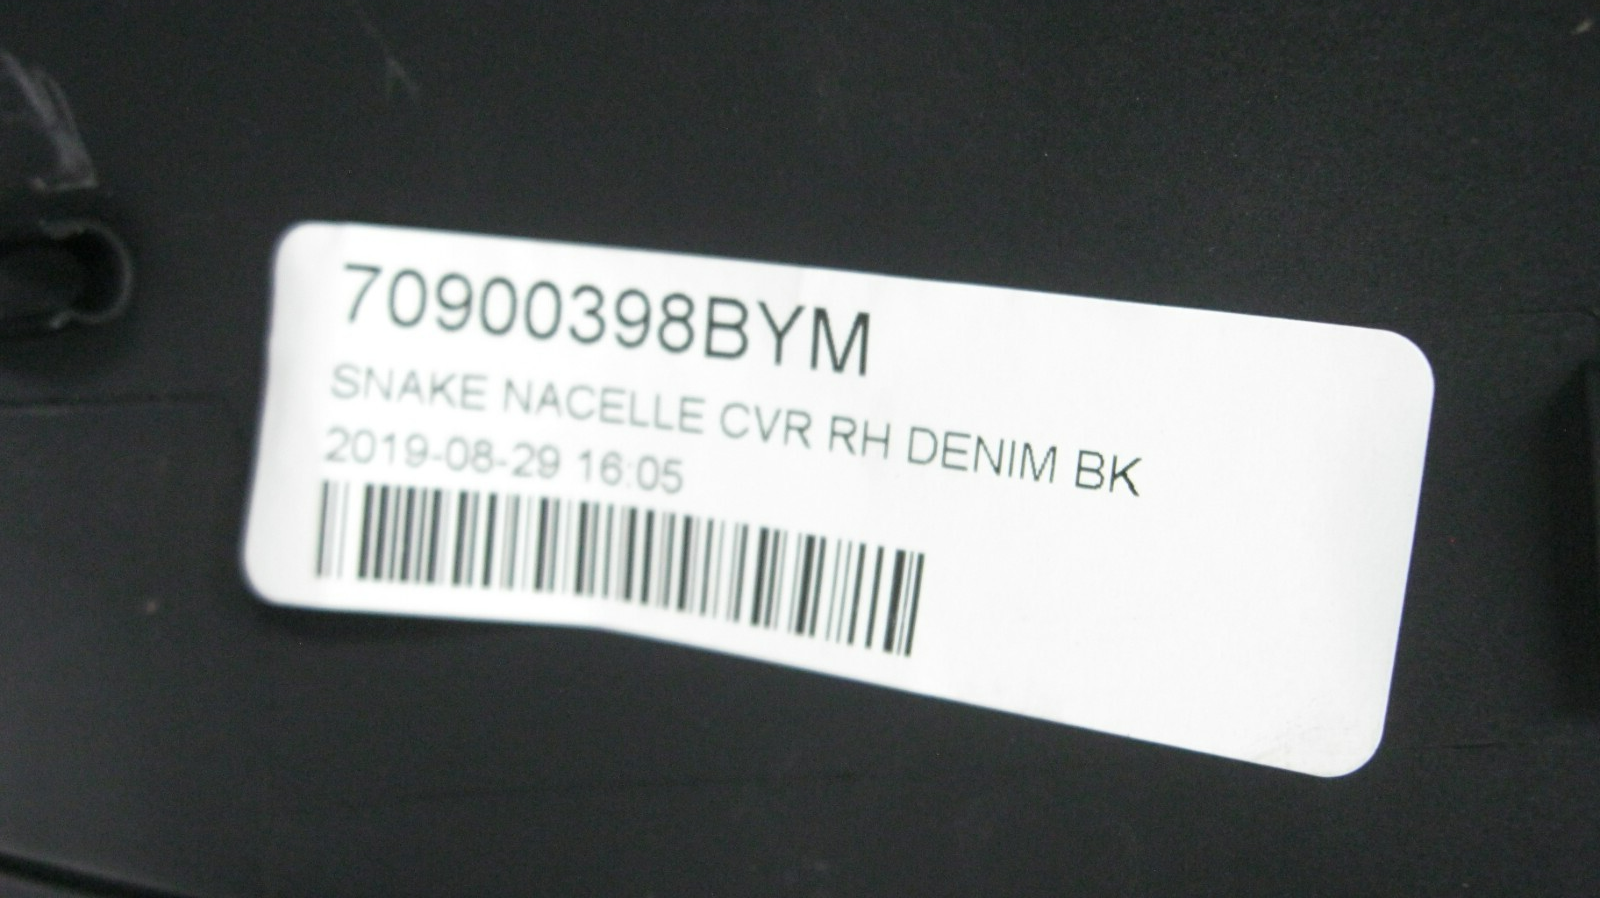 70900398BYM
SNAKE NACELLE CVR RH DENIM BK
2019-08-29 16:05